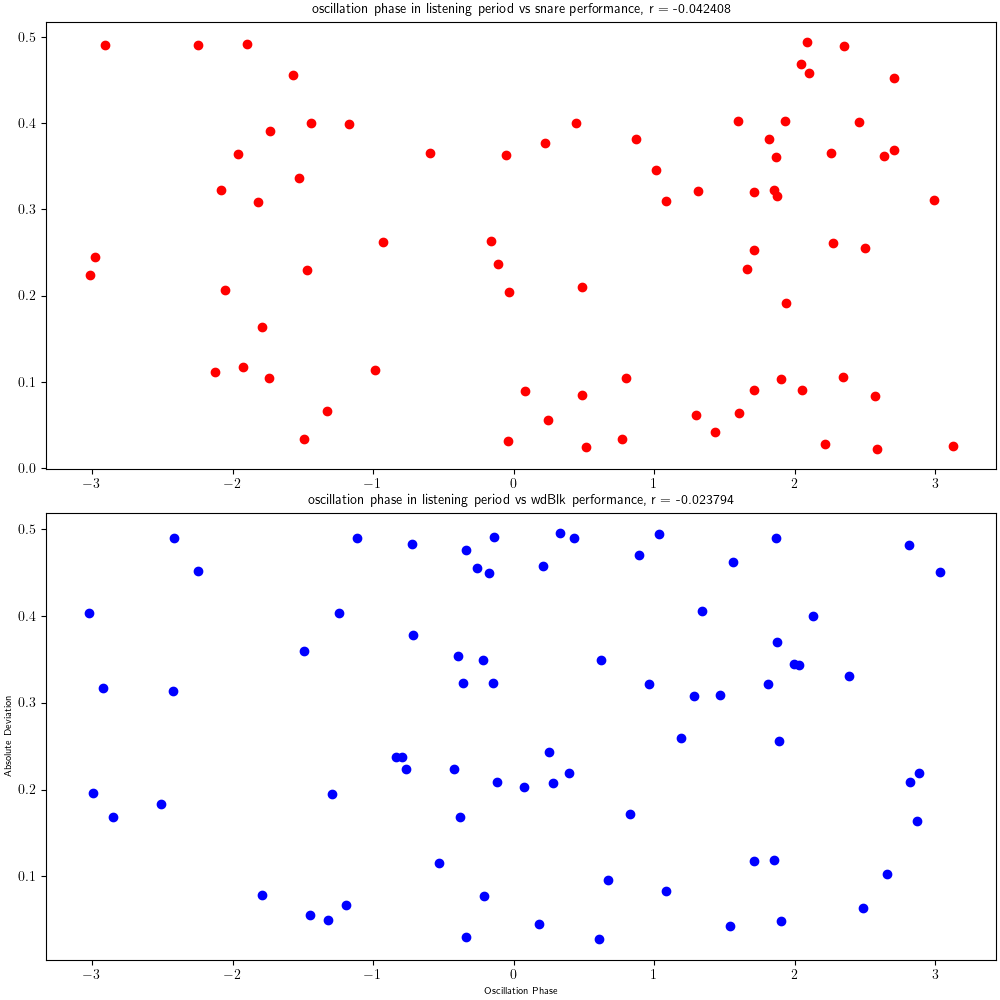 oscillation phase in listening period vs snare performance, r = -0.042408
0.5
0.4
0.3
0.2
0.1
0.0
−3 −2 −1 0 1 2 3
oscillation phase in listening period vs wdBlk performance, r = -0.023794
Absolute Deviation
0.5
0.4
0.3
0.2
0.1
−3 −2 −1 0 1 2 3
Oscillation Phase